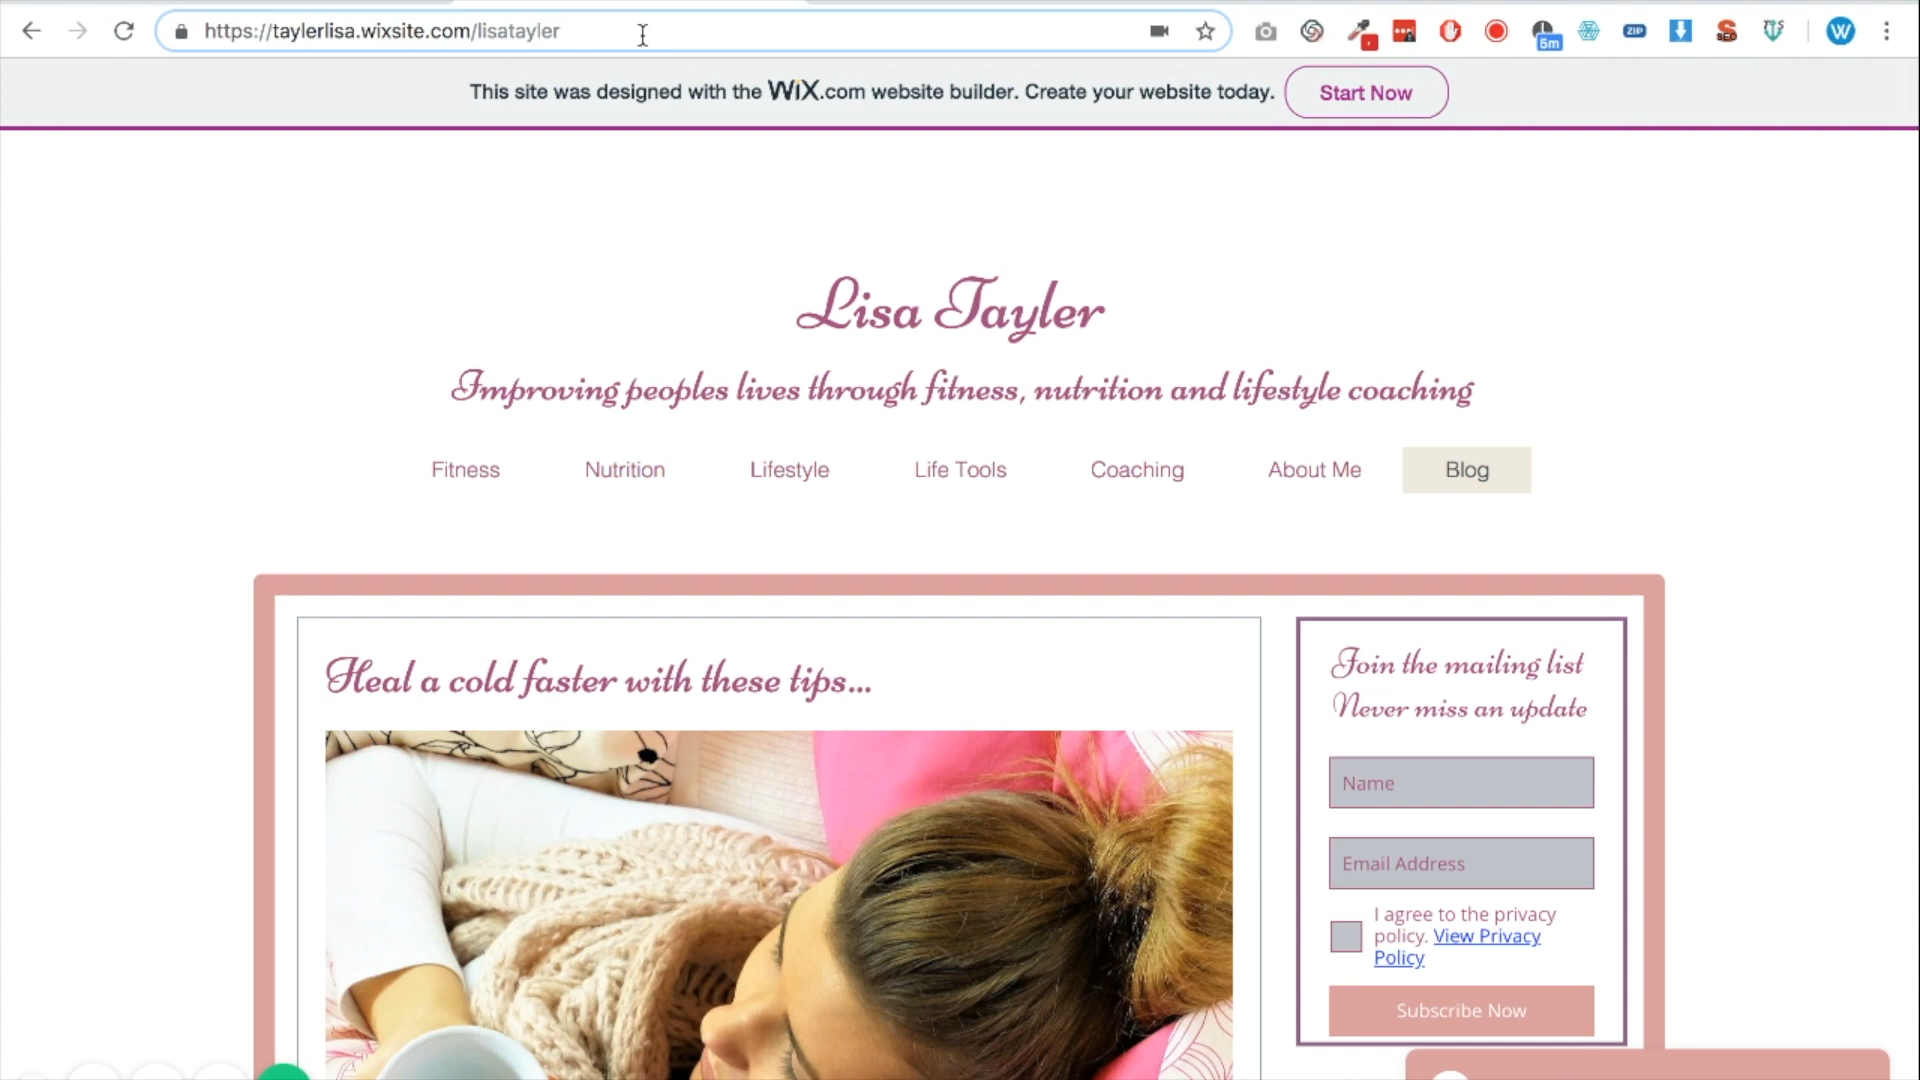 https://taylerlisa.wixsite.com/lisatayler
5m
ZIP
SEO
W
This site was designed with the WiX.com website builder. Create your website today.
Start Now
Lisa Tayler
Improving peoples lives through fitness, nutrition and lifestyle coaching
Fitness
Nutrition
Lifestyle
Life Tools
Coaching
About Me
Blog
Heal a cold faster with these tips...
Join the mailing list
Never miss an update
Name
Email Address
I agree to the privacy
policy. View Privacy
Policy
Subscribe Now